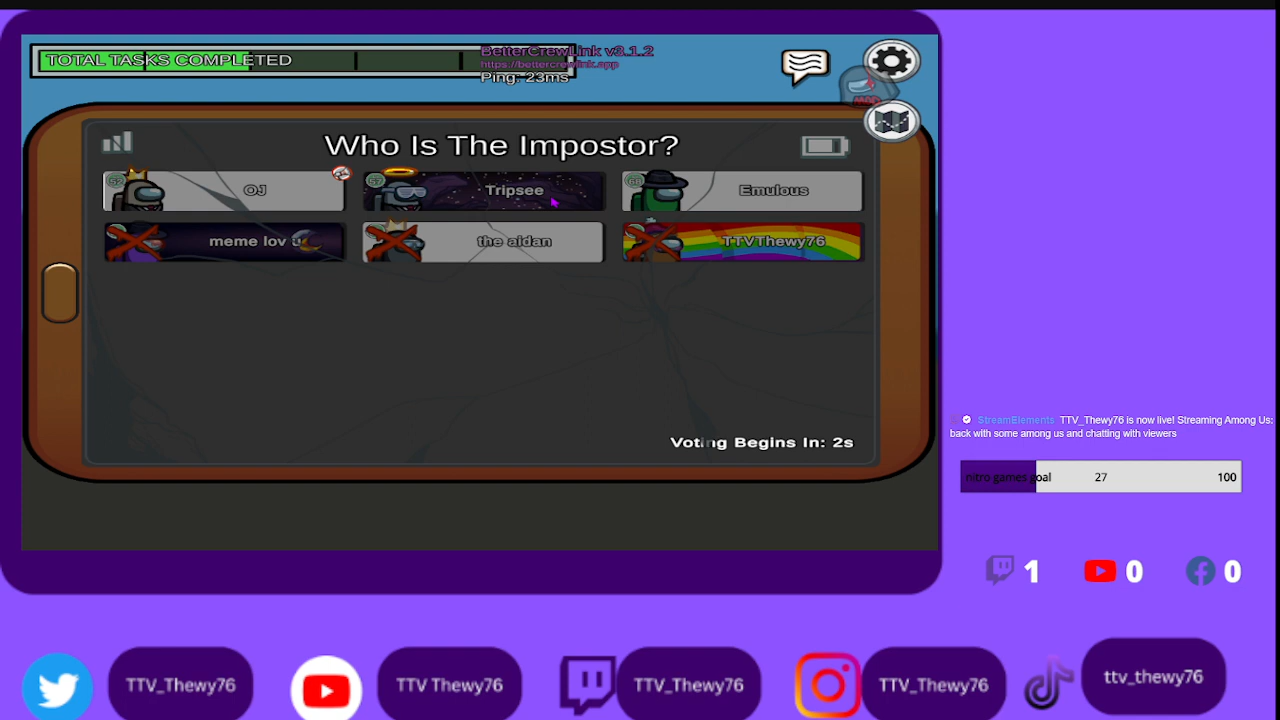 TOTAL TASKS COMPLETED
BetterCrewLink v3.1.2
https://bettercrewlink.app
Ping: 23ms
MAP
Who Is The Impostor?
52
OJ
Tripsee
Emulous
meme lov u
the aidan
TTVThewy76
Voting Begins In: 2s
StreamElements TTV_Thewy76 is now live! Streaming Among Us:
back with some among us and chatting with viewers
nitro games goal 27 100
1 0 0
TTV_Thewy76
TTV Thewy76
TTV_Thewy76
TTV_Thewy76
ttv_thewy76